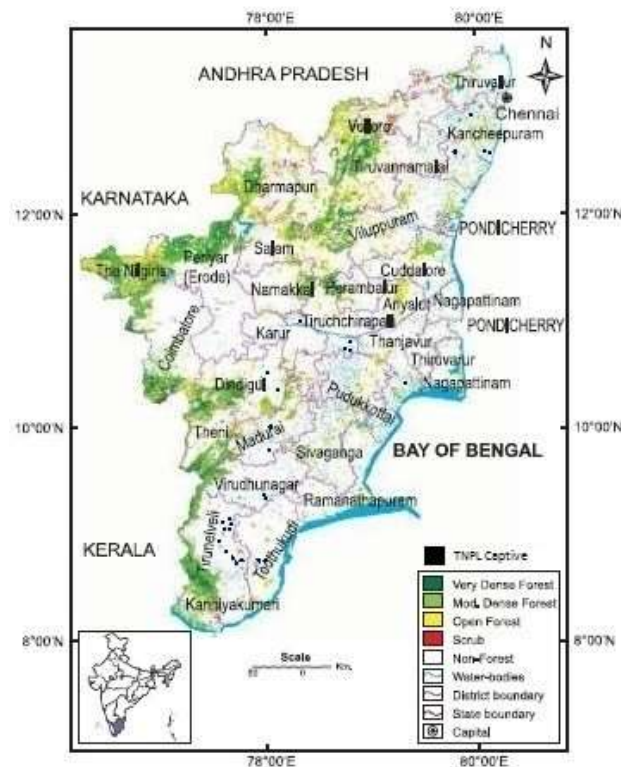 78°00'E 80°00'E
N
ANDHRA PRADESH
Thiruvallur
Chennai
Kancheepuram
Vellore
Tiruvannamalai
KARNATAKA
Dharmapuri
12°00'N 12°00'N
Viluppuram
PONDICHERRY
Salem
Periyar
(Erode)
The Nilgiris
Cuddalore
Namakkal
Perambalur
Ariyalur
Nagapattinam
Coimbatore
Karur
Tiruchchirapal
PONDICHERRY
Thanjavur
Thiruvarur
Dindigul
Pudukkottai
Nagapattinam
10°00'N 10°00'N
Theni
Madurai
BAY OF BENGAL
Sivaganga
Virudhunagar
Ramanathapuram
KERALA
Tirunelveli
Toothukudi
Kanniyakumari
8°00'N 8°00'N
TNPL Captive
Very Dense Forest
Mod. Dense Forest
Open Forest
Scrub
Non-Forest
Water-bodies
District boundary
State boundary
Capital
Scale
0 Km.
78°00'E 80°00'E